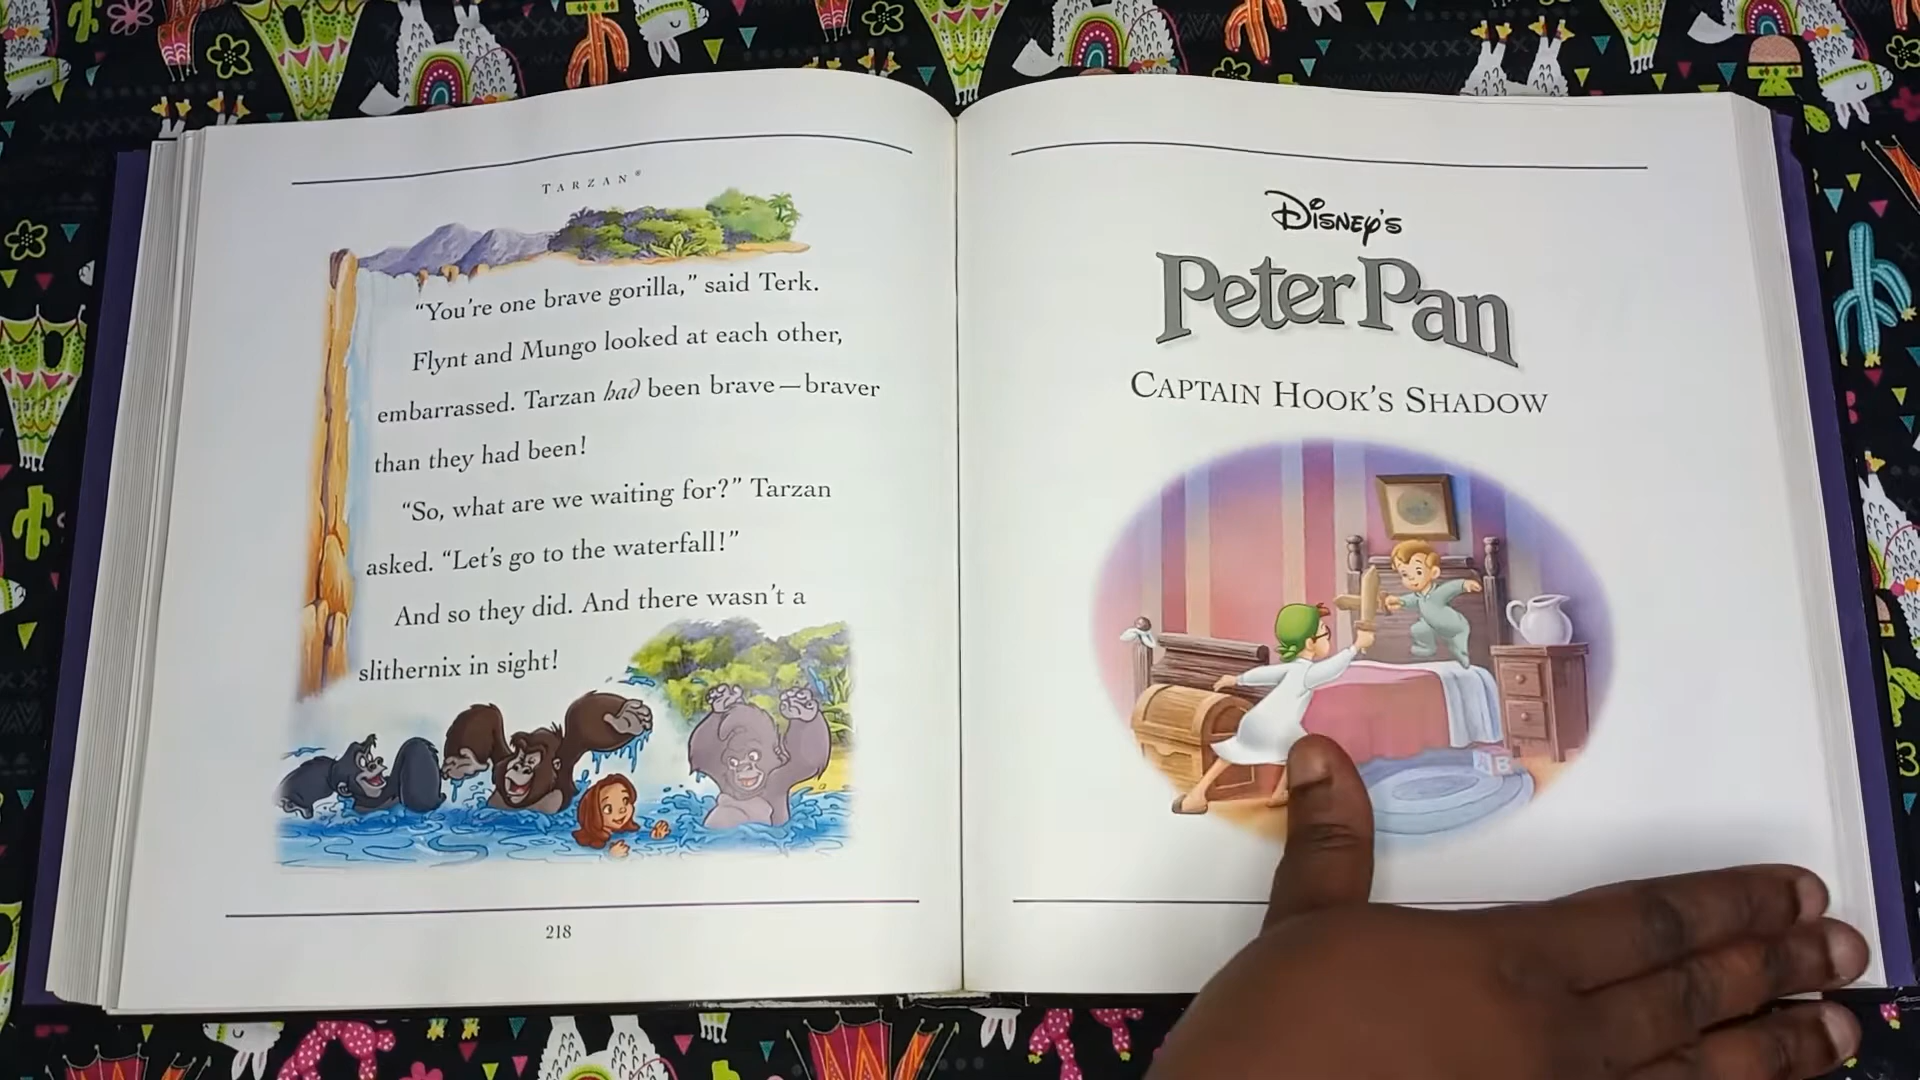 TARZAN®
“You’re one brave gorilla,” said Terk.
Flynt and Mungo looked at each other,
embarrassed. Tarzan had been brave—braver
than they had been!
“So, what are we waiting for?” Tarzan
asked. “Let’s go to the waterfall!”
And so they did. And there wasn’t a
slithernix in sight!
218
DISNEY’S
Peter Pan
CAPTAIN HOOK’S SHADOW
A B